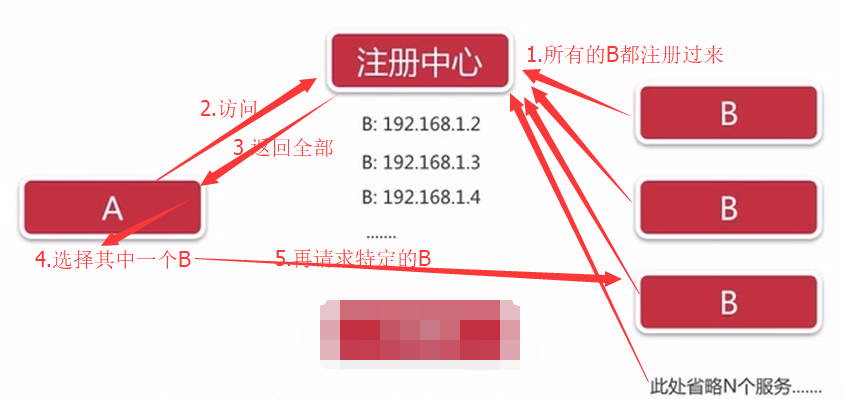 注册中心
1.所有的B都注册过来
B
2.访问
B: 192.168.1.2
3.返回全部
B: 192.168.1.3
B: 192.168.1.4
A
B
.......
4.选择其中一个B
5.再请求特定的B
B
此处省略N个服务.......